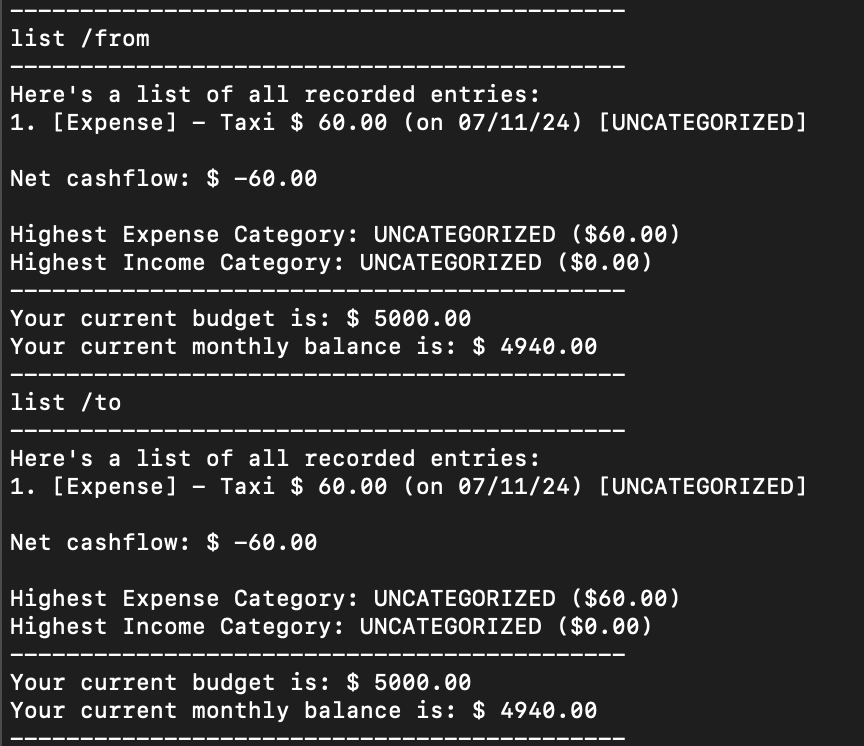 --------------------------------------------
list /from
--------------------------------------------
Here's a list of all recorded entries:
1. [Expense] - Taxi $ 60.00 (on 07/11/24) [UNCATEGORIZED]

Net cashflow: $ -60.00

Highest Expense Category: UNCATEGORIZED ($60.00)
Highest Income Category: UNCATEGORIZED ($0.00)
--------------------------------------------
Your current budget is: $ 5000.00
Your current monthly balance is: $ 4940.00
--------------------------------------------
list /to
--------------------------------------------
Here's a list of all recorded entries:
1. [Expense] - Taxi $ 60.00 (on 07/11/24) [UNCATEGORIZED]

Net cashflow: $ -60.00

Highest Expense Category: UNCATEGORIZED ($60.00)
Highest Income Category: UNCATEGORIZED ($0.00)
--------------------------------------------
Your current budget is: $ 5000.00
Your current monthly balance is: $ 4940.00
--------------------------------------------